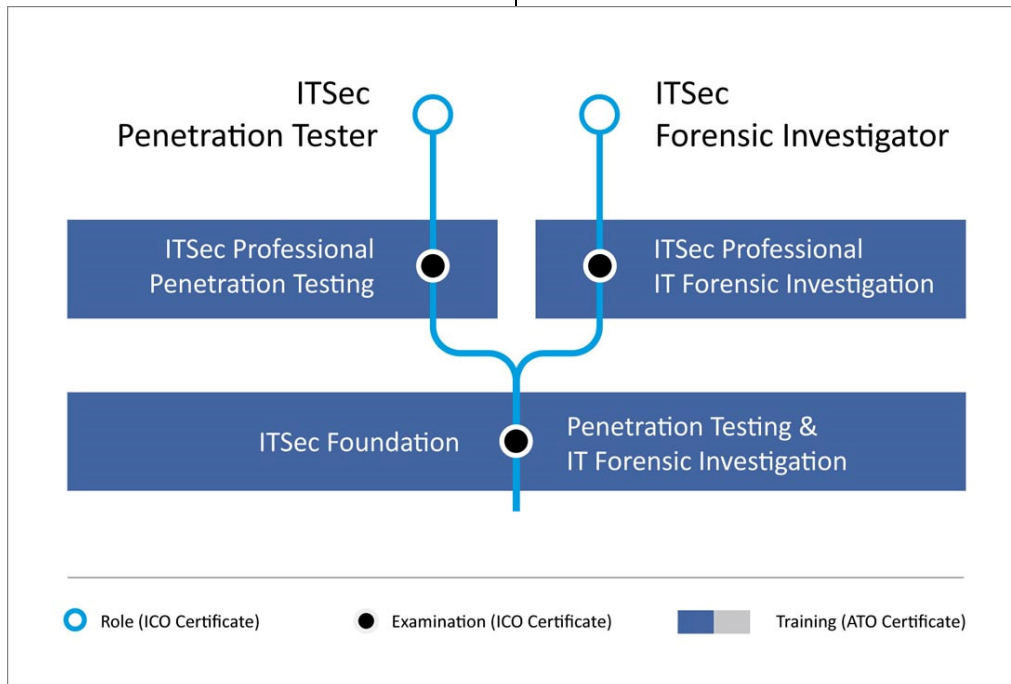 ITSec
Penetration Tester
ITSec
Forensic Investigator
ITSec Professional
Penetration Testing
ITSec Professional
IT Forensic Investigation
ITSec Foundation
Penetration Testing &
IT Forensic Investigation
Role (ICO Certificate)
Examination (ICO Certificate)
Training (ATO Certificate)